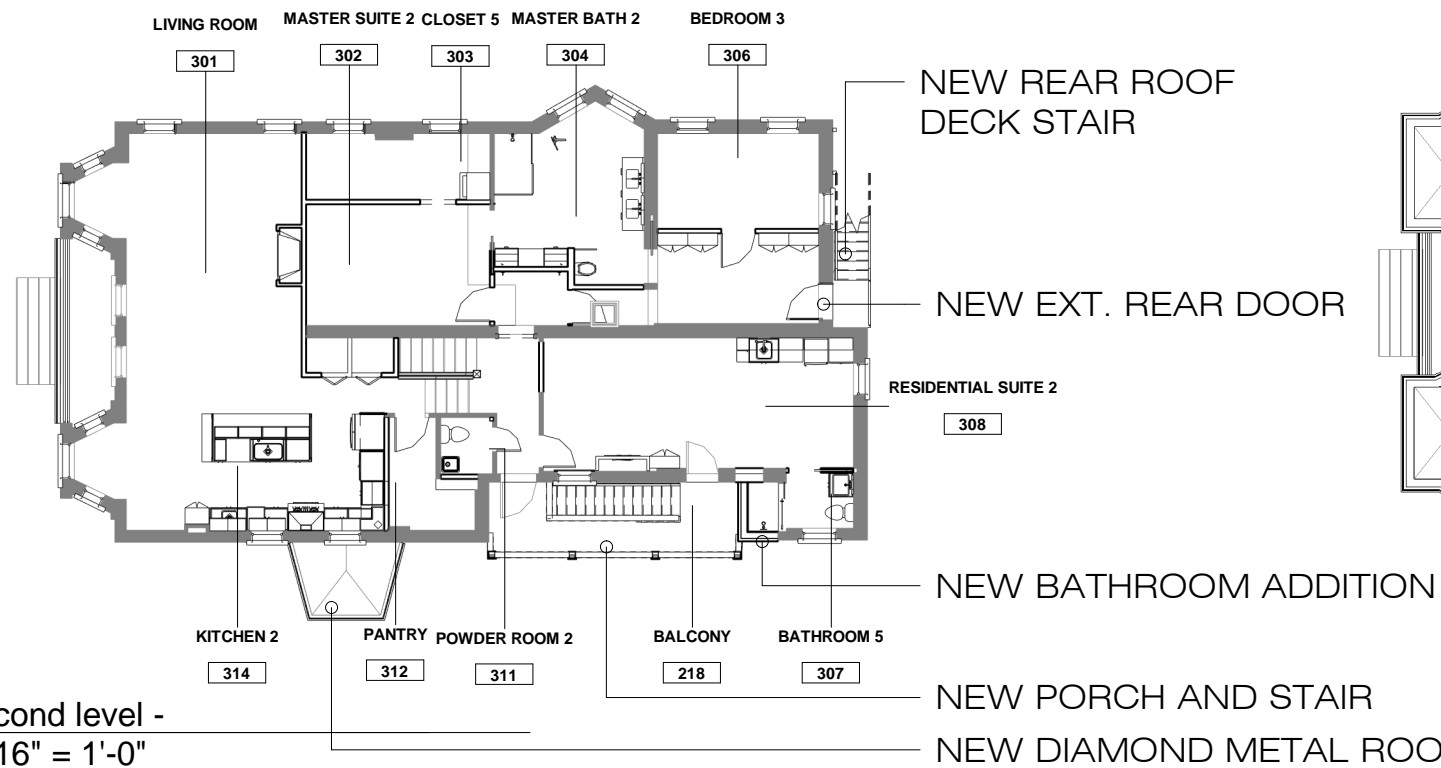 LIVING ROOM
301
MASTER SUITE 2
302
CLOSET 5
303
MASTER BATH 2
304
BEDROOM 3
306
NEW REAR ROOF
DECK STAIR
NEW EXT. REAR DOOR
RESIDENTIAL SUITE 2
308
NEW BATHROOM ADDITION
KITCHEN 2
314
PANTRY
312
POWDER ROOM 2
311
BALCONY
218
BATHROOM 5
307
NEW PORCH AND STAIR
NEW DIAMOND METAL ROO
cond level -
16" = 1'-0"